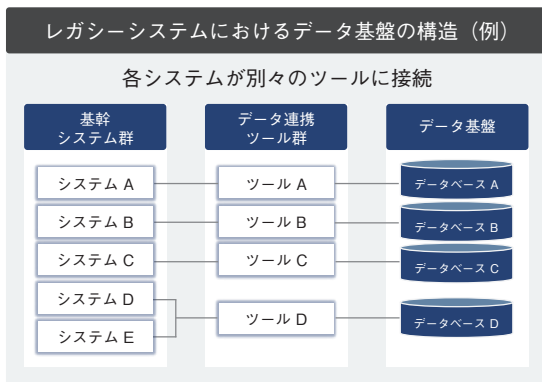 レガシーシステムにおけるデータ基盤の構造（例）
各システムが別々のツールに接続
基幹
システム群
データ連携
ツール群
データ基盤
システム A
ツール A
データベース A
システム B
ツール B
データベース B
システム C
ツール C
データベース C
システム D
システム E
ツール D
データベース D